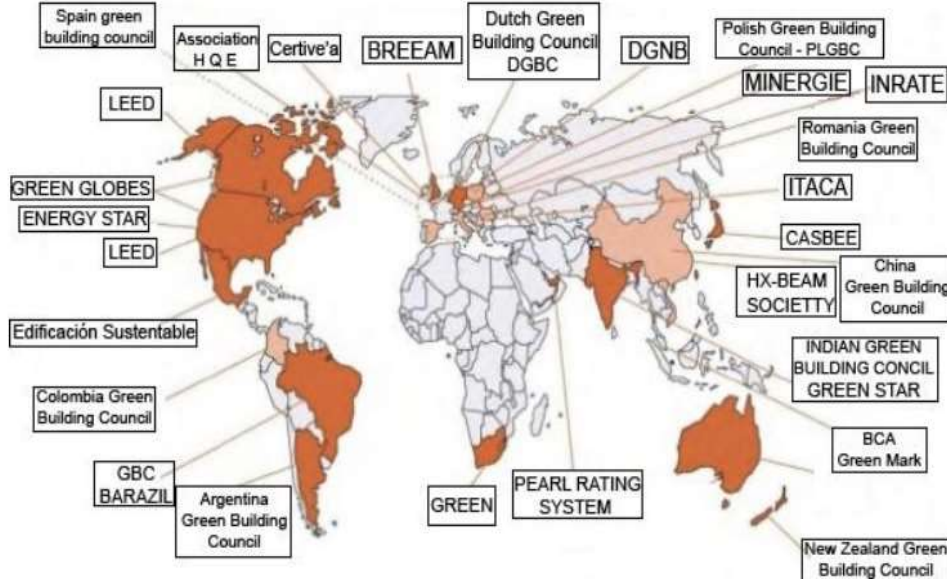 Spain green
building council
Association
H Q E
Certive'a
BREEAM
Dutch Green
Building Council
DGBC
DGNB
Polish Green Building
Council - PLGBC
MINERGIE
INRATE
LEED
Romania Green
Building Council
GREEN GLOBES
ITACA
ENERGY STAR
CASBEE
LEED
HX-BEAM
SOCIETTY
China
Green Building
Council
Edificación Sustentable
INDIAN GREEN
BUILDING CONCIL
GREEN STAR
Colombia Green
Building Council
BCA
Green Mark
GBC
BARAZIL
Argentina
Green Building
Council
GREEN
PEARL RATING
SYSTEM
New Zealand Green
Building Council